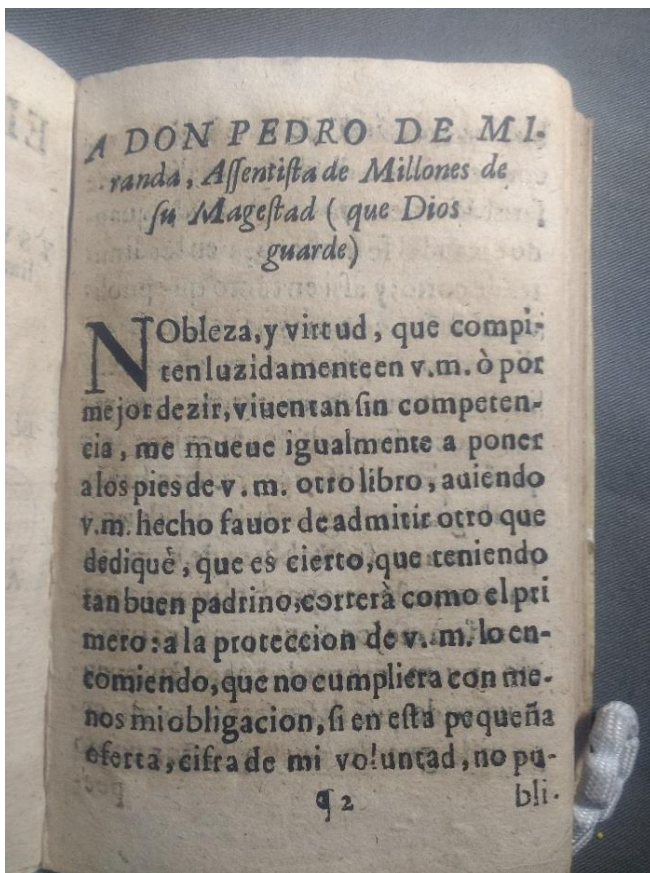 A DON PEDRO DE MI-
randa, Aſſentiſta de Millones de
ſu Mageſtad ( que Dios
guarde)
NObleza, y virtud, que compi-
ten luzidamente en v.m. ò por
mejor dezir, viuen tan ſin competen-
cia, me mueue igualmente a poner
a los pies de v.m. otro libro, auiendo
v.m. hecho fauor de admitir otro que
dediquè, que es cierto, que teniendo
tan buen padrino, correrà como el pri
mero: a la proteccion de v. m. lo en-
comiendo, que no cumpliera con me-
nos mi obligacion, ſi en eſta pequeña
oferta, cifra de mi voluntad, no pu-
¶ 2 bli-